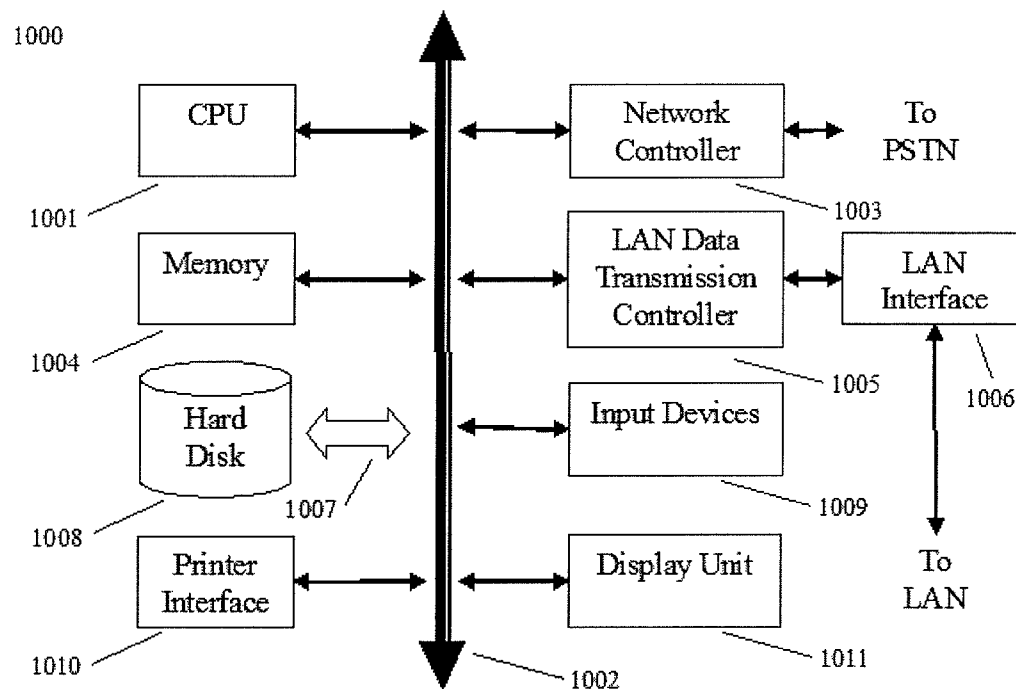 1000
CPU
1001
Network
Controller
1003
To
PSTN
Memory
1004
LAN Data
Transmission
Controller
1005
LAN
Interface
1006
Hard
Disk
1008
1007
Input Devices
1009
To
LAN
Printer
Interface
1010
Display Unit
1011
1002